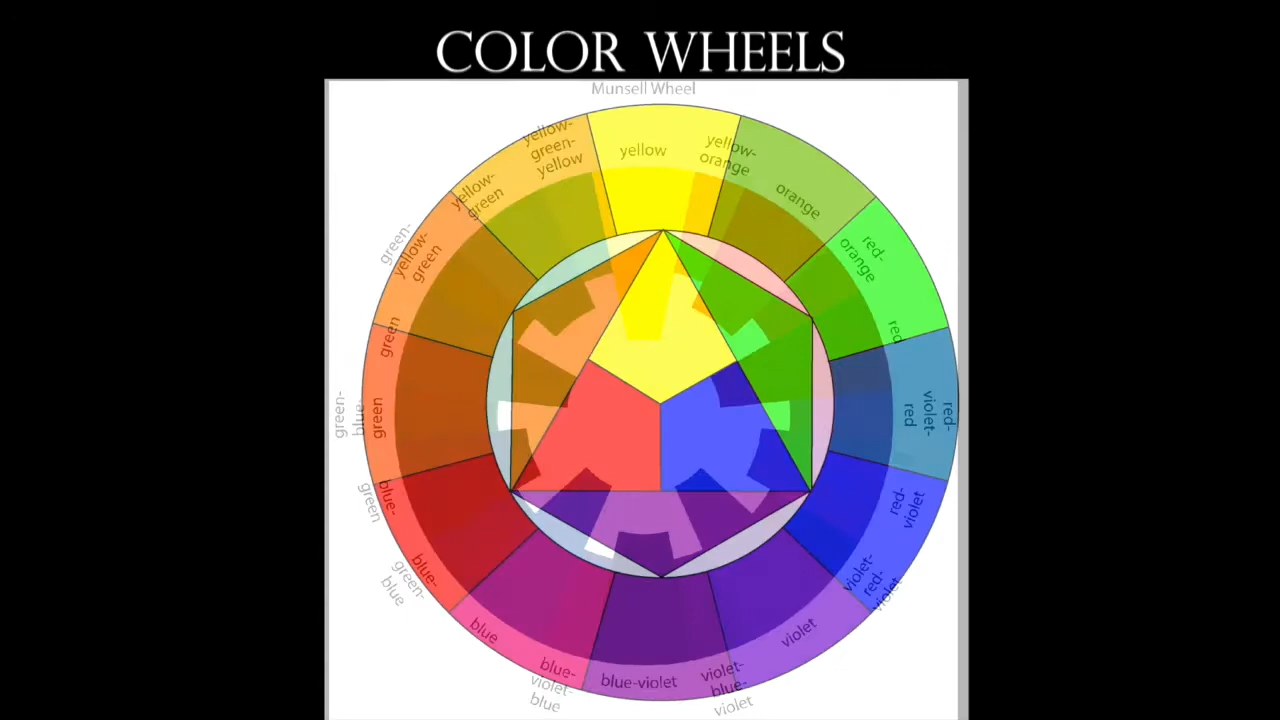 COLOR WHEELS
Munsell Wheel
yellow
yellow-
orange
orange
red-
orange
red
red-
violet-
red
red-
violet
violet-
red-
violet
violet
violet-
blue-
violet
blue-violet
blue-
violet-
blue
blue
blue-
green-
blue
blue-
green
green-
blue-
green
green
green-
yellow-
green
yellow-
green
yellow-
green-
yellow